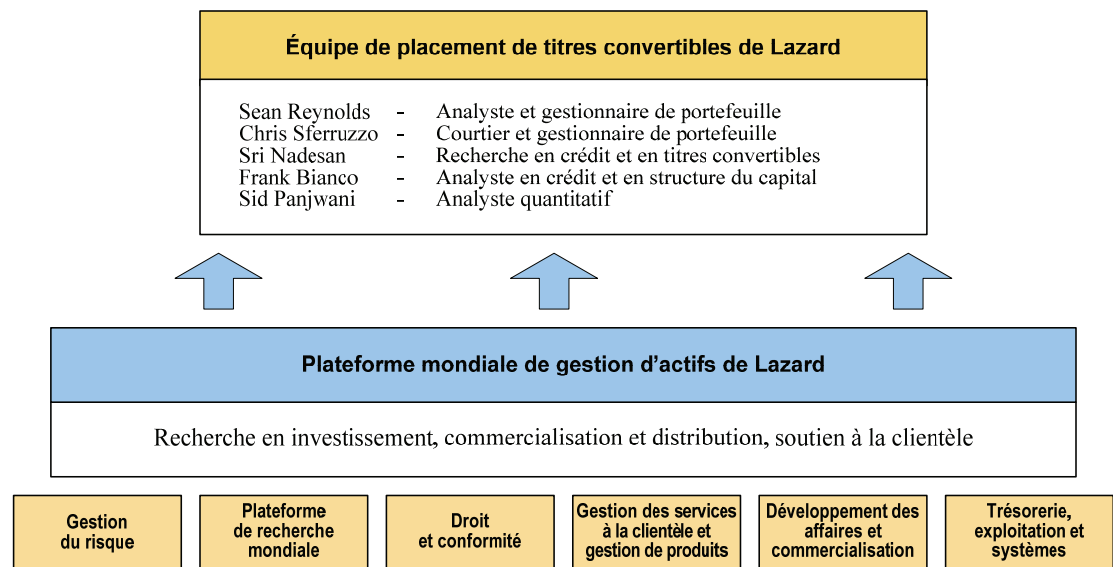 Équipe de placement de titres convertibles de Lazard
Sean Reynolds - Analyste et gestionnaire de portefeuille
Chris Sferruzzo - Courtier et gestionnaire de portefeuille
Sri Nadesan - Recherche en crédit et en titres convertibles
Frank Bianco - Analyste en crédit et en structure du capital
Sid Panjwani - Analyste quantitatif
Plateforme mondiale de gestion d'actifs de Lazard
Recherche en investissement, commercialisation et distribution, soutien à la clientèle
Gestion
du risque
Plateforme
de recherche
mondiale
Droit
et conformité
Gestion des services
à la clientèle et
gestion de produits
Développement des
affaires et
commercialisation
Trésorerie,
exploitation et
systèmes